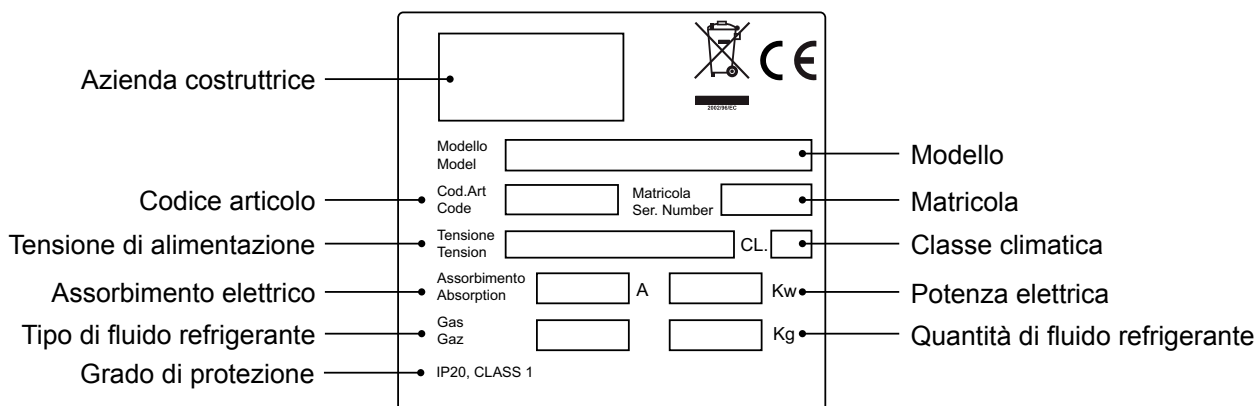 Azienda costruttrice
CE
2002/96/EC
Modello
Model
Modello
Codice articolo
Cod.Art
Code
Matricola
Ser. Number
Matricola
Tensione di alimentazione
Tensione
Tension
CL.
Classe climatica
Assorbimento elettrico
Assorbimento
Absorption
A
Kw
Potenza elettrica
Tipo di fluido refrigerante
Gas
Gaz
Kg
Quantità di fluido refrigerante
Grado di protezione
IP20, CLASS 1